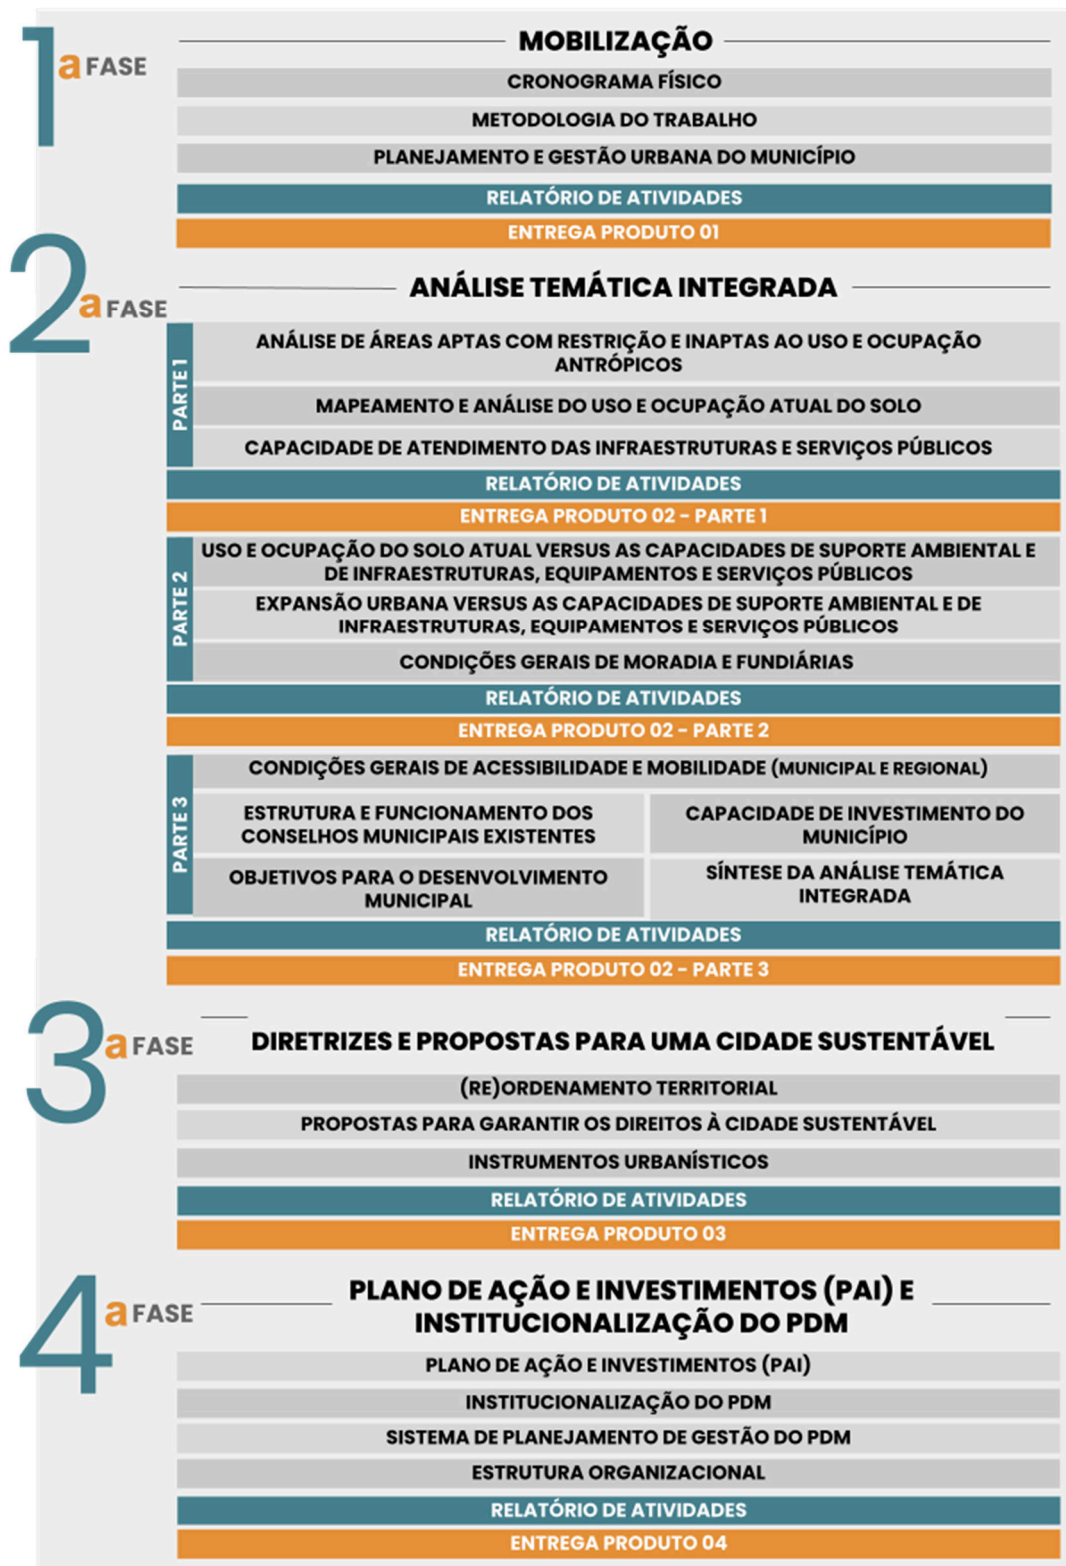 1ª FASE
MOBILIZAÇÃO
CRONOGRAMA FÍSICO
METODOLOGIA DO TRABALHO
PLANEJAMENTO E GESTÃO URBANA DO MUNICÍPIO
RELATÓRIO DE ATIVIDADES
ENTREGA PRODUTO 01
2ª FASE
ANÁLISE TEMÁTICA INTEGRADA
PARTE 1
ANÁLISE DE ÁREAS APTAS COM RESTRIÇÃO E INAPTAS AO USO E OCUPAÇÃO
ANTRÓPICOS
MAPEAMENTO E ANÁLISE DO USO E OCUPAÇÃO ATUAL DO SOLO
CAPACIDADE DE ATENDIMENTO DAS INFRAESTRUTURAS E SERVIÇOS PÚBLICOS
RELATÓRIO DE ATIVIDADES
ENTREGA PRODUTO 02 - PARTE 1
PARTE 2
USO E OCUPAÇÃO DO SOLO ATUAL VERSUS AS CAPACIDADES DE SUPORTE AMBIENTAL E
DE INFRAESTRUTURAS, EQUIPAMENTOS E SERVIÇOS PÚBLICOS
EXPANSÃO URBANA VERSUS AS CAPACIDADES DE SUPORTE AMBIENTAL E DE
INFRAESTRUTURAS, EQUIPAMENTOS E SERVIÇOS PÚBLICOS
CONDIÇÕES GERAIS DE MORADIA E FUNDIÁRIAS
RELATÓRIO DE ATIVIDADES
ENTREGA PRODUTO 02 - PARTE 2
PARTE 3
CONDIÇÕES GERAIS DE ACESSIBILIDADE E MOBILIDADE (MUNICIPAL E REGIONAL)
ESTRUTURA E FUNCIONAMENTO DOS
CONSELHOS MUNICIPAIS EXISTENTES
CAPACIDADE DE INVESTIMENTO DO
MUNICÍPIO
OBJETIVOS PARA O DESENVOLVIMENTO
MUNICIPAL
SÍNTESE DA ANÁLISE TEMÁTICA
INTEGRADA
RELATÓRIO DE ATIVIDADES
ENTREGA PRODUTO 02 - PARTE 3
3ª FASE
DIRETRIZES E PROPOSTAS PARA UMA CIDADE SUSTENTÁVEL
(RE)ORDENAMENTO TERRITORIAL
PROPOSTAS PARA GARANTIR OS DIREITOS À CIDADE SUSTENTÁVEL
INSTRUMENTOS URBANÍSTICOS
RELATÓRIO DE ATIVIDADES
ENTREGA PRODUTO 03
4ª FASE
PLANO DE AÇÃO E INVESTIMENTOS (PAI) E
INSTITUCIONALIZAÇÃO DO PDM
PLANO DE AÇÃO E INVESTIMENTOS (PAI)
INSTITUCIONALIZAÇÃO DO PDM
SISTEMA DE PLANEJAMENTO DE GESTÃO DO PDM
ESTRUTURA ORGANIZACIONAL
RELATÓRIO DE ATIVIDADES
ENTREGA PRODUTO 04